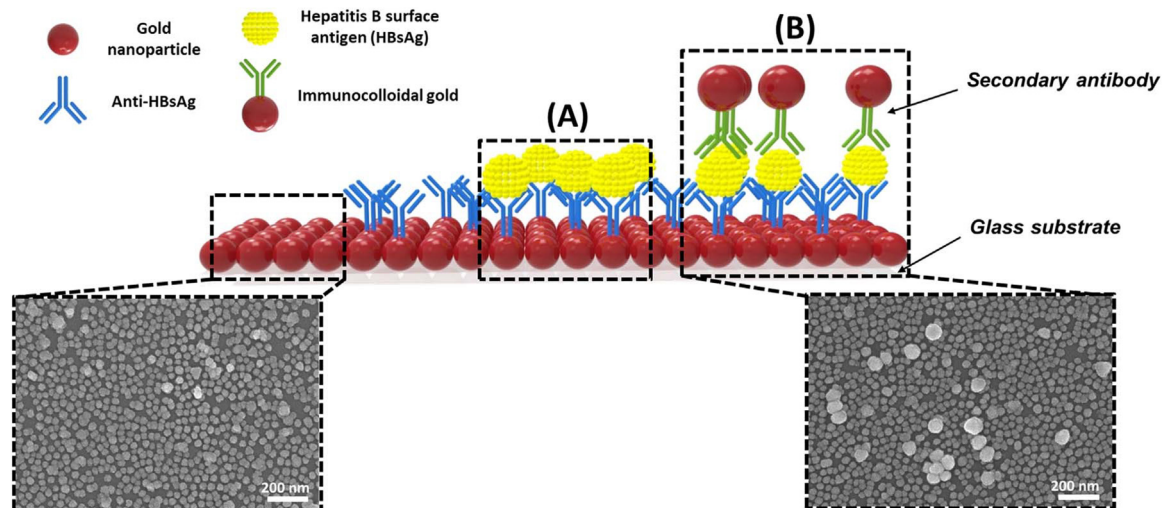 Gold
nanoparticle
Hepatitis B surface
antigen (HBsAg)
Anti-HBsAg
Immunocolloidal gold
(A)
(B)
Secondary antibody
Glass substrate
200 nm
200 nm